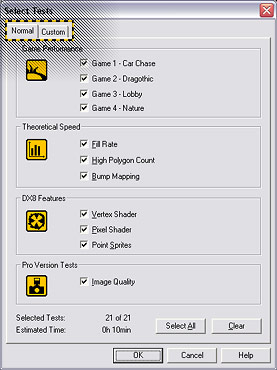 Select Tests
Normal Custom
Game Performance
Game 1 - Car Chase
Game 2 - Dragothic
Game 3 - Lobby
Game 4 - Nature
Theoretical Speed
Fill Rate
High Polygon Count
Bump Mapping
DX8 Features
Vertex Shader
Pixel Shader
Point Sprites
Pro Version Tests
Image Quality
Selected Tests: 21 of 21
Estimated Time: 0h 10min
Select All Clear
OK Cancel Help